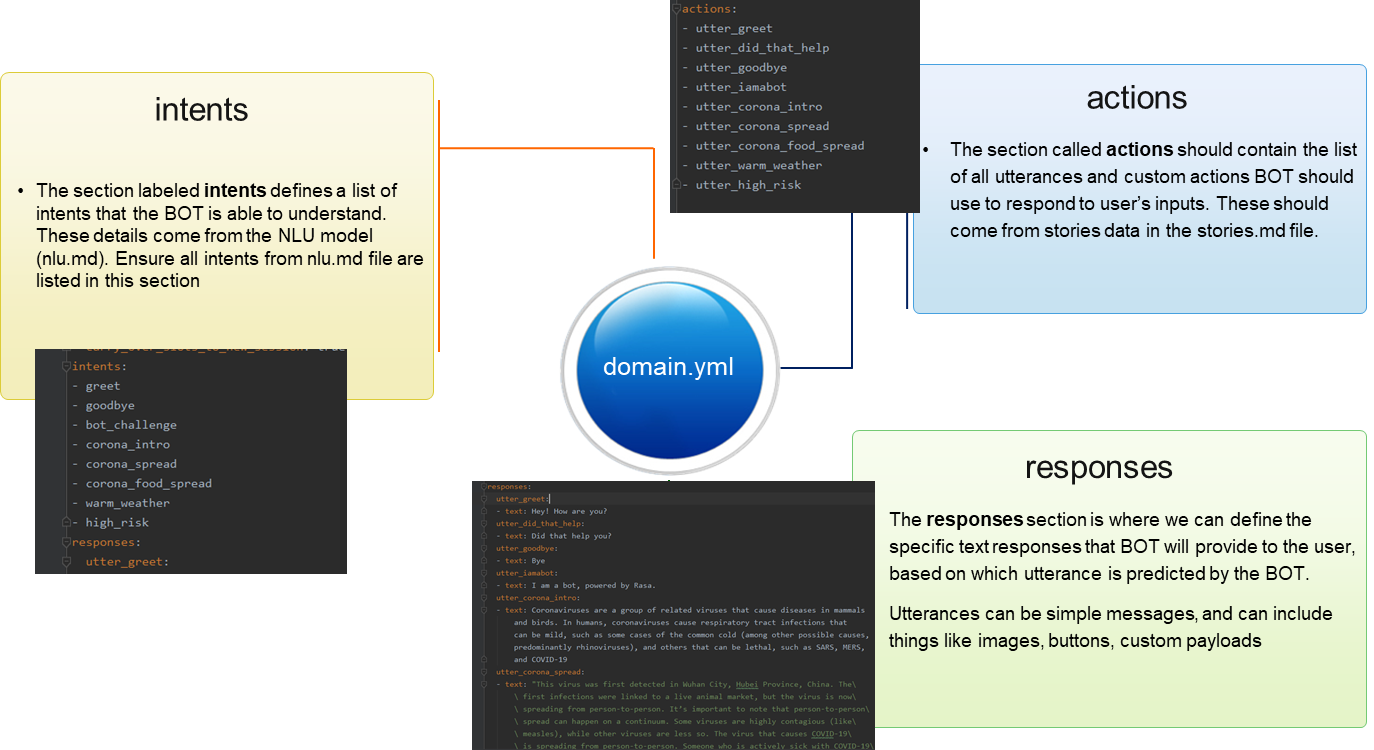 intents
• The section labeled intents defines a list of
intents that the BOT is able to understand.
These details come from the NLU model
(nlu.md). Ensure all intents from nlu.md file are
listed in this section
carry_over_slots_to_new_session: true
intents:
- greet
- goodbye
- bot_challenge
- corona_intro
- corona_spread
- corona_food_spread
- warm_weather
- high_risk
responses:
utter_greet:
actions:
- utter_greet
- utter_did_that_help
- utter_goodbye
- utter_iamabot
- utter_corona_intro
- utter_corona_spread
- utter_corona_food_spread
- utter_warm_weather
- utter_high_risk
actions
• The section called actions should contain the list
of all utterances and custom actions BOT should
use to respond to user’s inputs. These should
come from stories data in the stories.md file.
domain.yml
responses:
utter_greet:
- text: Hey! How are you?
utter_did_that_help:
- text: Did that help you?
utter_goodbye:
- text: Bye
utter_iamabot:
- text: I am a bot, powered by Rasa.
utter_corona_intro:
- text: Coronaviruses are a group of related viruses that cause diseases in mammals
and birds. In humans, coronaviruses cause respiratory tract infections that
can be mild, such as some cases of the common cold (among other possible causes,
predominantly rhinoviruses), and others that can be lethal, such as SARS, MERS,
and COVID-19
utter_corona_spread:
- text: "This virus was first detected in Wuhan City, Hubei Province, China. The\
\ first infections were linked to a live animal market, but the virus is now\
\ spreading from person-to-person. It’s important to note that person-to-person\
\ spread can happen on a continuum. Some viruses are highly contagious (like\
\ measles), while other viruses are less so. The virus that causes COVID-19\
\ is spreading from person-to-person. Someone who is actively sick with COVID-19\
responses
The responses section is where we can define the
specific text responses that BOT will provide to the user,
based on which utterance is predicted by the BOT.
Utterances can be simple messages, and can include
things like images, buttons, custom payloads